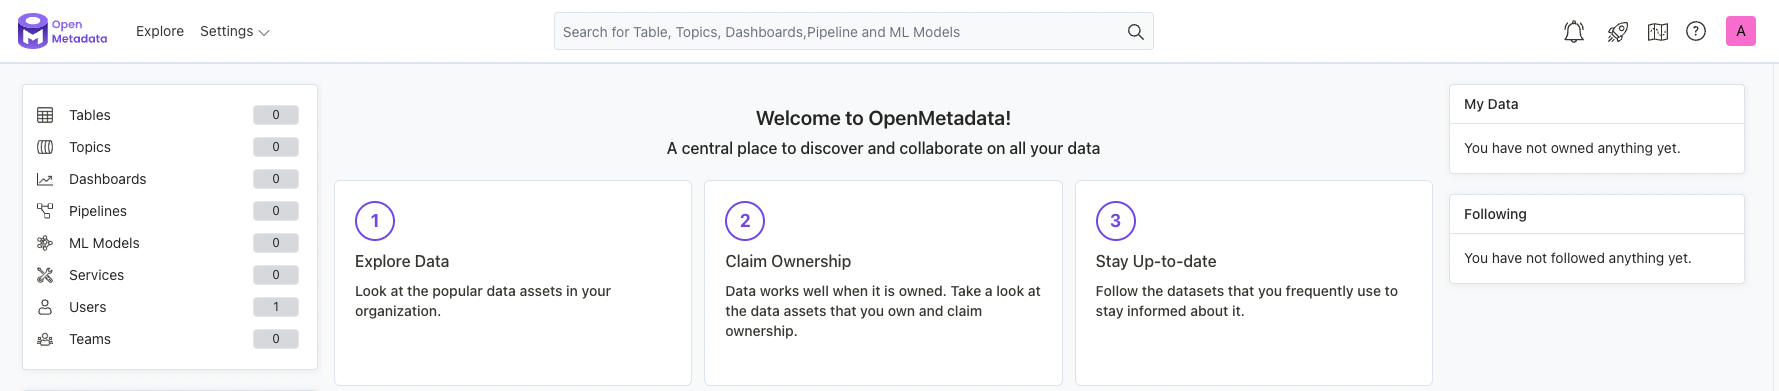 Open
Metadata
Explore
Settings
Search for Table, Topics, Dashboards,Pipeline and ML Models
?
A
Tables 0
Topics 0
Dashboards 0
Pipelines 0
ML Models 0
Services 0
Users 1
Teams 0
Welcome to OpenMetadata!
A central place to discover and collaborate on all your data
1
Explore Data
Look at the popular data assets in your
organization.
2
Claim Ownership
Data works well when it is owned. Take a look at
the data assets that you own and claim
ownership.
3
Stay Up-to-date
Follow the datasets that you frequently use to
stay informed about it.
My Data
You have not owned anything yet.
Following
You have not followed anything yet.